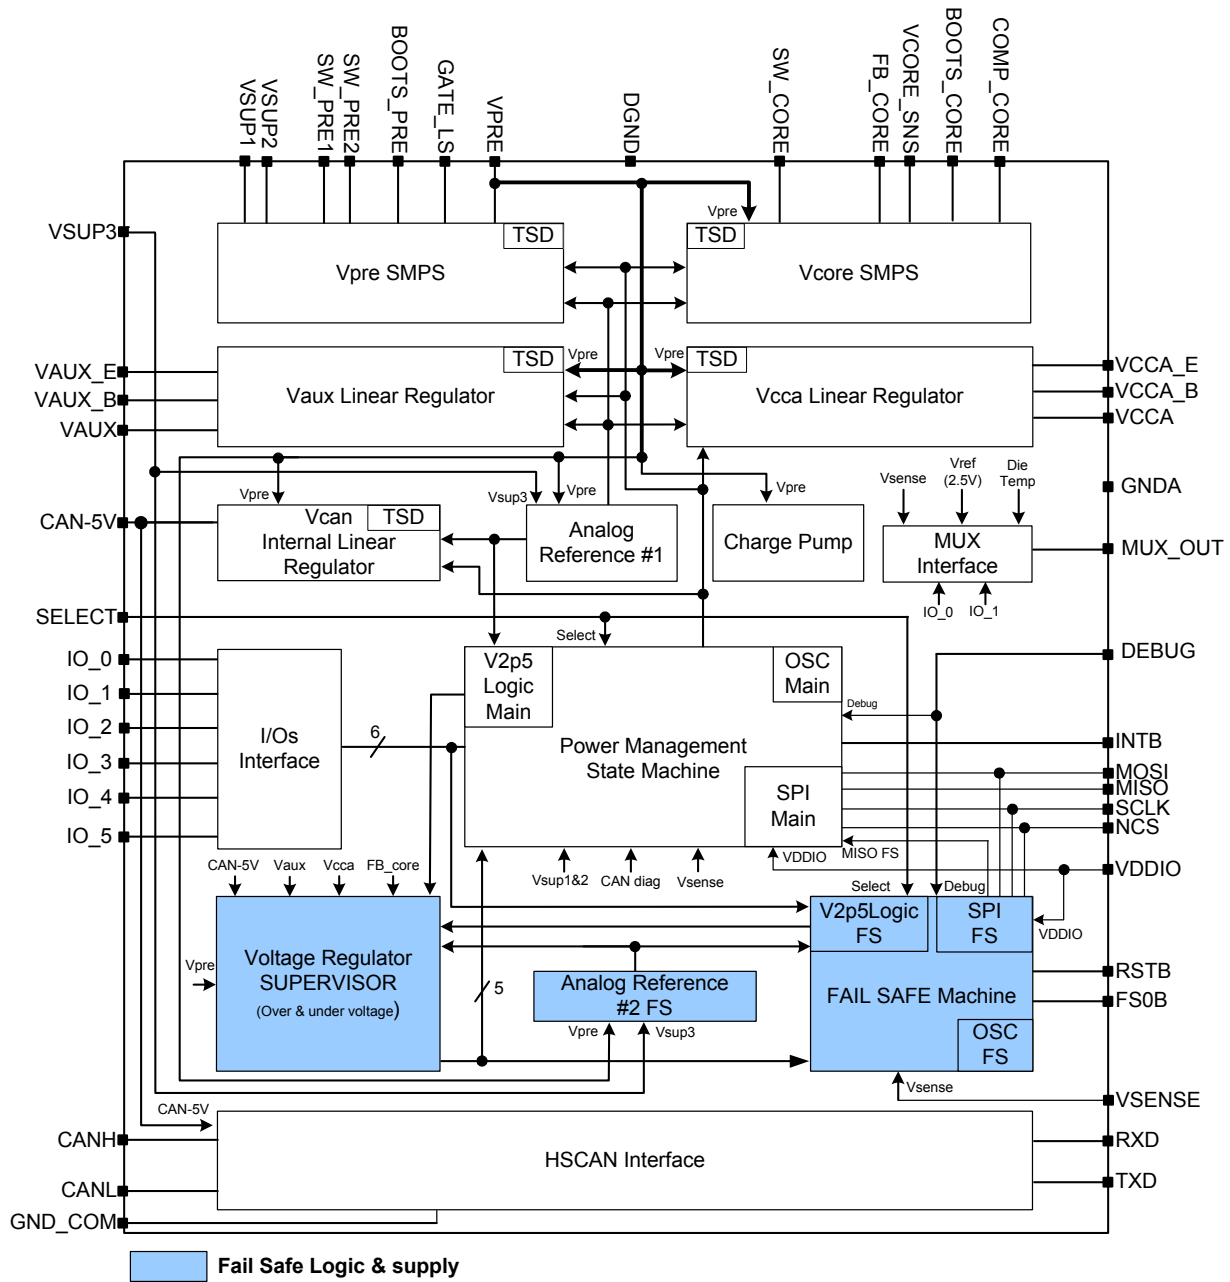 VSUP1
VSUP2
SW_PRE1
SW_PRE2
BOOTS_PRE
GATE_LS
VPRE
DGND
SW_CORE
FB_CORE
VCORE_SNS
BOOTS_CORE
COMP_CORE
VSUP3
TSD
Vpre SMPS
Vpre
TSD
Vcore SMPS
VAUX_E
VAUX_B
VAUX
TSD
Vaux Linear Regulator
Vpre
Vpre
TSD
Vcca Linear Regulator
VCCA_E
VCCA_B
VCCA
Vpre
Vsup3
Vpre
Vpre
Vsense
Vref
(2.5V)
Die
Temp
GNDA
CAN-5V
Vcan
TSD
Internal Linear
Regulator
Analog
Reference #1
Charge Pump
MUX
Interface
MUX_OUT
IO_0
IO_1
SELECT
Select
IO_0
IO_1
IO_2
IO_3
IO_4
IO_5
I/Os
Interface
6
V2p5
Logic
Main
OSC
Main
Power Management
State Machine
SPI
Main
Debug
DEBUG
INTB
MOSI
MISO
SCLK
NCS
VDDIO
VDDIO
MISO FS
CAN-5V
Vaux
Vcca
FB_core
Vsup1&2
CAN diag
Vsense
Select
Debug
Vpre
Voltage Regulator
SUPERVISOR
(Over & under voltage)
5
Analog Reference
#2 FS
Vpre
Vsup3
V2p5Logic
FS
SPI
FS
VDDIO
FAIL SAFE Machine
OSC
FS
RSTB
FS0B
Vsense
VSENSE
CAN-5V
CANH
CANL
GND_COM
HSCAN Interface
RXD
TXD
Fail Safe Logic & supply